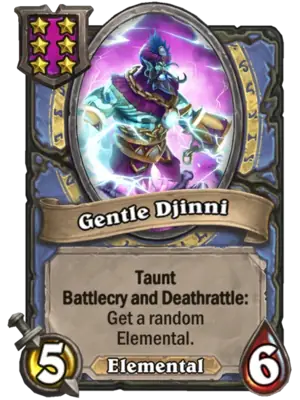 Gentle Djinni
Taunt
Battlecry and Deathrattle:
Get a random
Elemental.
5
Elemental
6